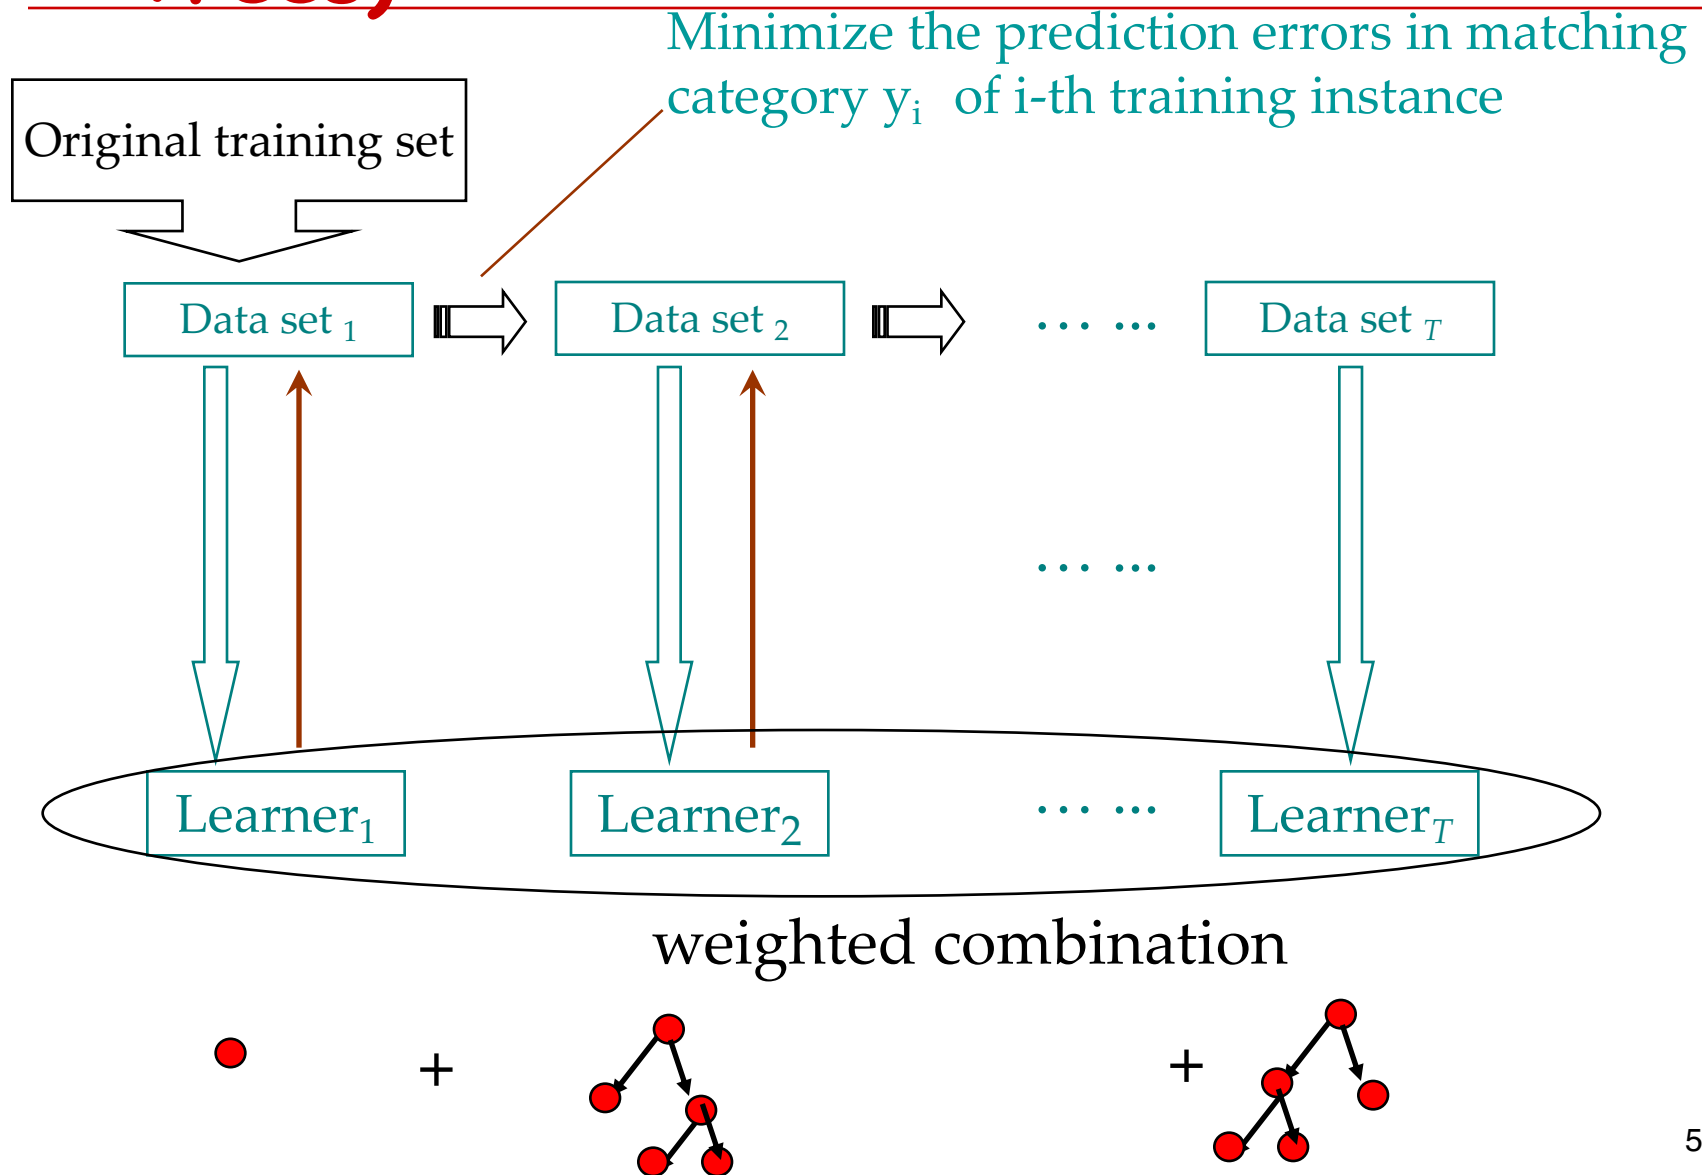 Minimize the prediction errors in matching
category yᵢ of i-th training instance
Original training set
Data set ₁
Data set ₂
… ...
Data set T
… ...
Learner₁
Learner₂
… ...
Learner T
weighted combination
+
+
5